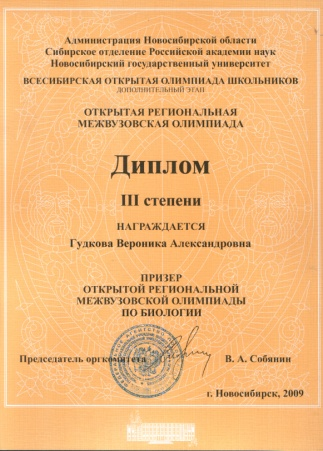 Администрация Новосибирской области
Сибирское отделение Российской академии наук
Новосибирский государственный университет
ВСЕСИБИРСКАЯ ОТКРЫТАЯ ОЛИМПИАДА ШКОЛЬНИКОВ
ДОПОЛНИТЕЛЬНЫЙ ЭТАП
ОТКРЫТАЯ РЕГИОНАЛЬНАЯ
МЕЖВУЗОВСКАЯ ОЛИМПИАДА
Диплом
III степени
НАГРАЖДАЕТСЯ
Гудкова Вероника Александровна
ПРИЗЕР
ОТКРЫТОЙ РЕГИОНАЛЬНОЙ
МЕЖВУЗОВСКОЙ ОЛИМПИАДЫ
ПО БИОЛОГИИ
Председатель оргкомитета В. А. Собянин
г. Новосибирск, 2009